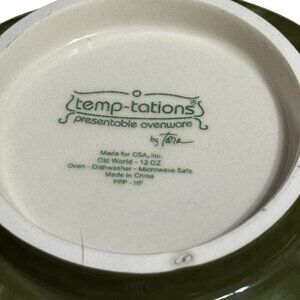 temp-tations®
presentable ovenware
by Tara
Made for CSA, Inc.
Old World - 12 OZ
Oven - Dishwasher - Microwave Safe
Made in China
PPP - HF